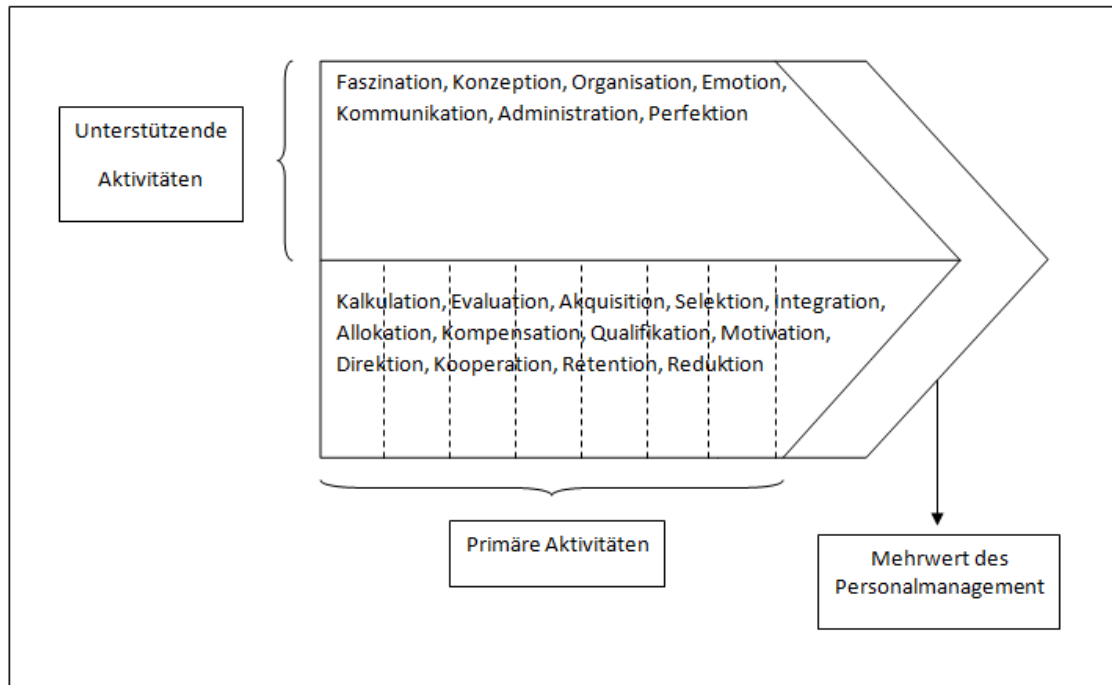 Faszination, Konzeption, Organisation, Emotion,
Kommunikation, Administration, Perfektion
Unterstützende
Aktivitäten
Kalkulation, Evaluation, Akquisition, Selektion, Integration,
Allokation, Kompensation, Qualifikation, Motivation,
Direktion, Kooperation, Retention, Reduktion
Primäre Aktivitäten
Mehrwert des
Personalmanagement